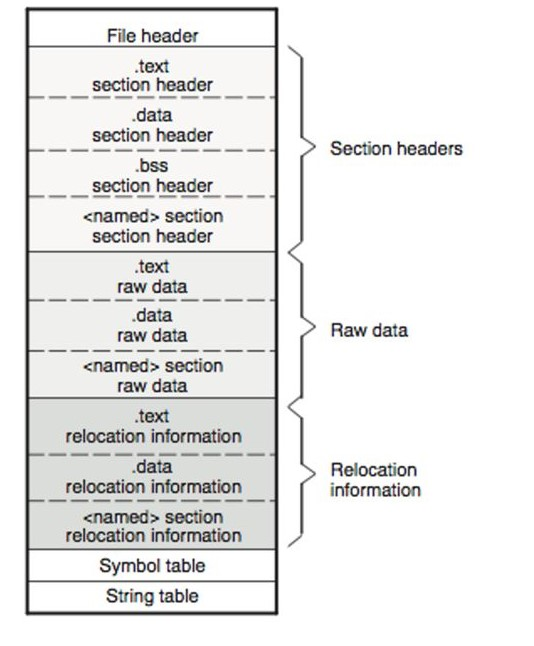 File header
.text
section header
.data
section header
.bss
section header
<named> section
section header
Section headers
.text
raw data
.data
raw data
<named> section
raw data
Raw data
.text
relocation information
.data
relocation information
<named> section
relocation information
Relocation
information
Symbol table
String table